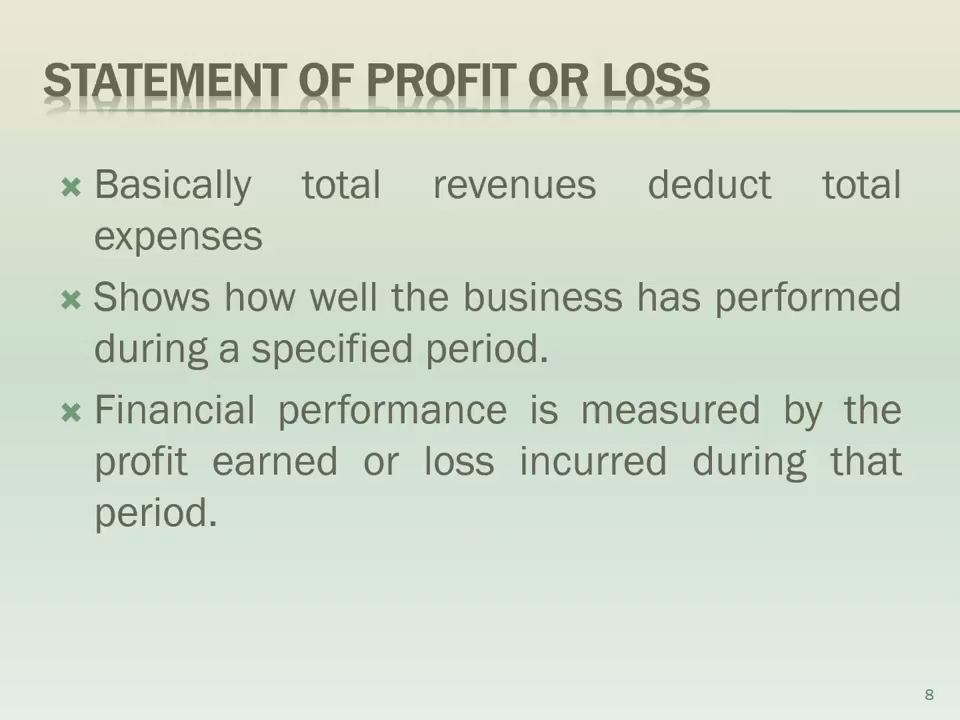 STATEMENT OF PROFIT OR LOSS
Basically total revenues deduct total
expenses
Shows how well the business has performed
during a specified period.
Financial performance is measured by the
profit earned or loss incurred during that
period.
8